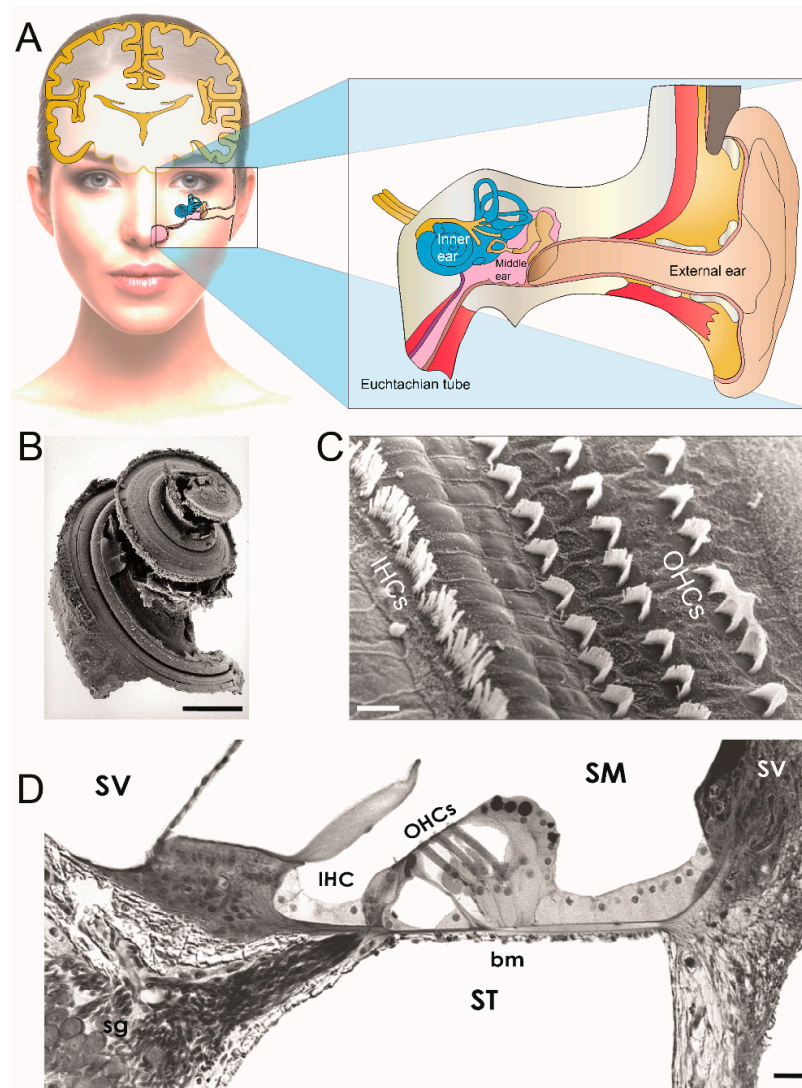 A
Inner
ear
Middle
ear
External ear
Euchtachian tube
B
C
IHCs
OHCs
D
SV
SM
SV
OHCs
IHC
bm
ST
sg